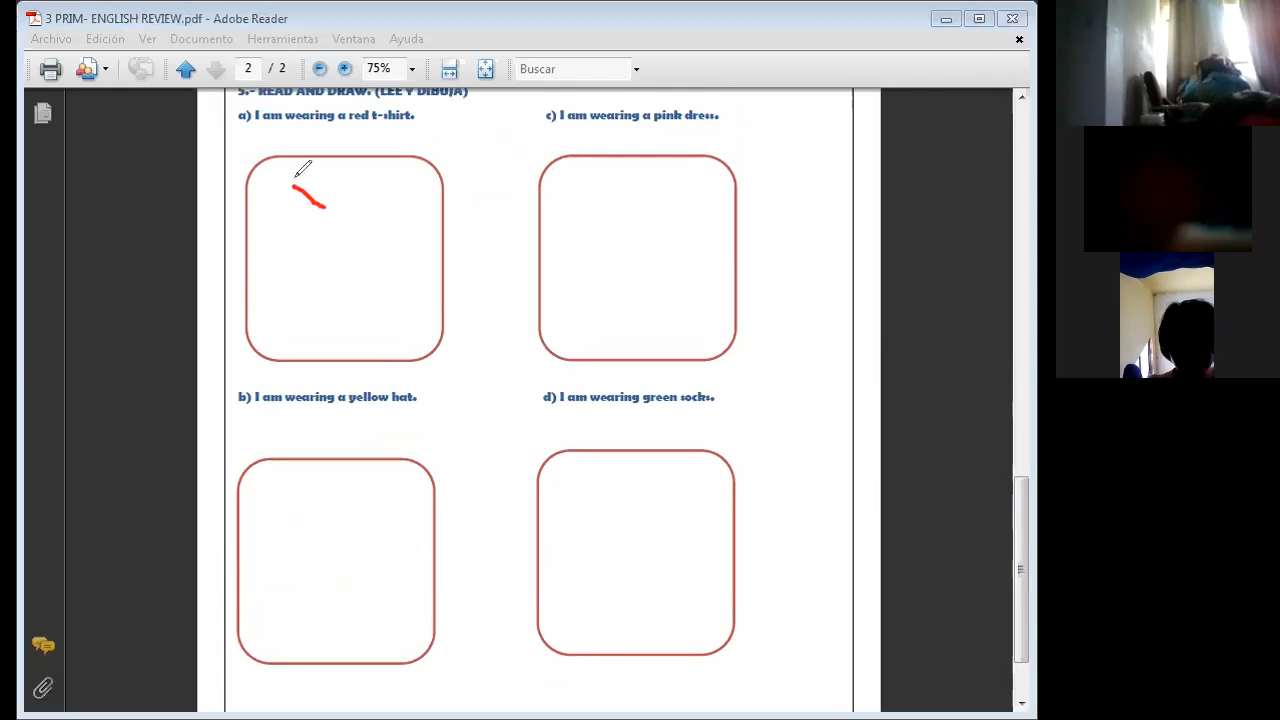 3 PRIM- ENGLISH REVIEW.pdf - Adobe Reader
Archivo Edición Ver Documento Herramientas Ventana Ayuda
2 / 2 75% Buscar
5.- READ AND DRAW. (LEE Y DIBUJA)
a) I am wearing a red t-shirt.
c) I am wearing a pink dress.
b) I am wearing a yellow hat.
d) I am wearing green socks.